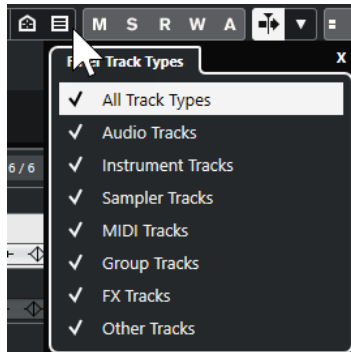 M S R W A
Filter Track Types X
All Track Types
Audio Tracks
6 / 6
Instrument Tracks
Sampler Tracks
MIDI Tracks
Group Tracks
FX Tracks
Other Tracks